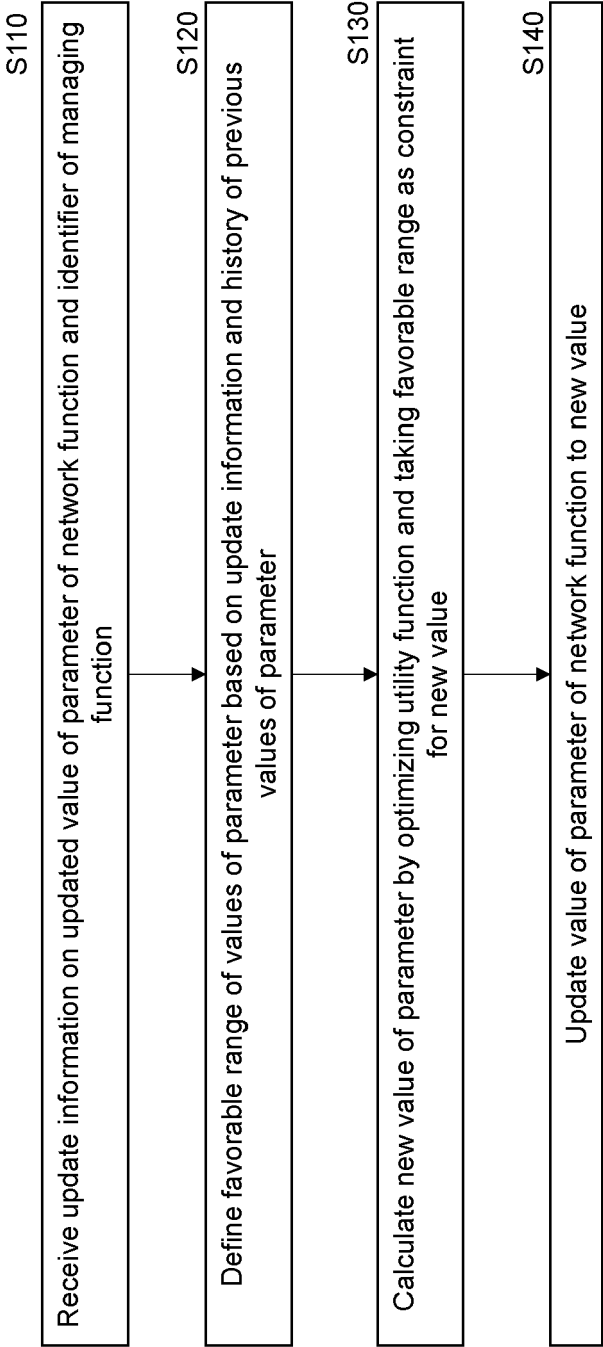 S110
Receive update information on updated value of parameter of network function and identifier of managing
function
S120
Define favorable range of values of parameter based on update information and history of previous
values of parameter
S130
Calculate new value of parameter by optimizing utility function and taking favorable range as constraint
for new value
S140
Update value of parameter of network function to new value